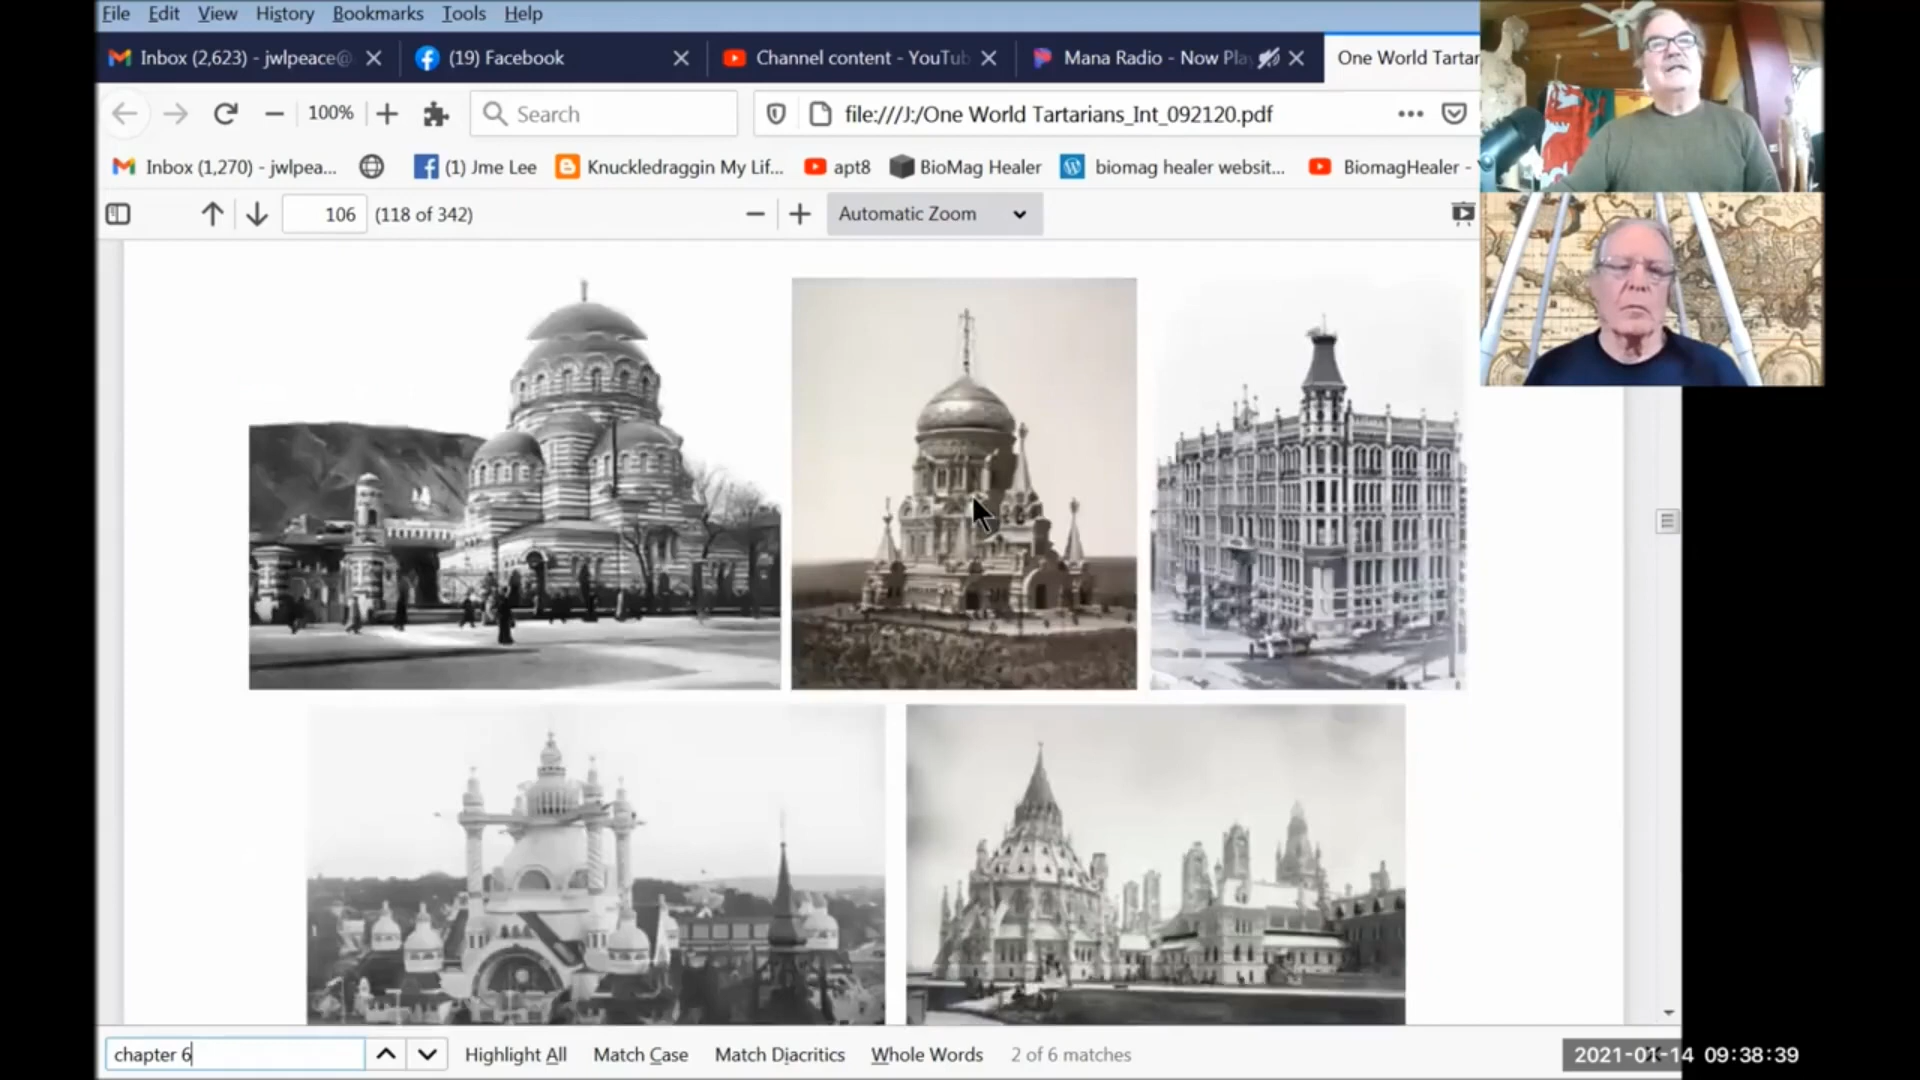 File Edit View History Bookmarks Tools Help
Inbox (2,623) - jwlpeace@ (19) Facebook Channel content - YouTub Mana Radio - Now Pla One World Tartar
100% Search file:///J:/One World Tartarians_Int_092120.pdf
Inbox (1,270) - jwlpea... (1) Jme Lee Knuckledraggin My Lif... apt8 BioMag Healer biomag healer websit... BiomagHealer -
106 (118 of 342) Automatic Zoom
chapter 6 Highlight All Match Case Match Diacritics Whole Words 2 of 6 matches
2021-01-14 09:38:39